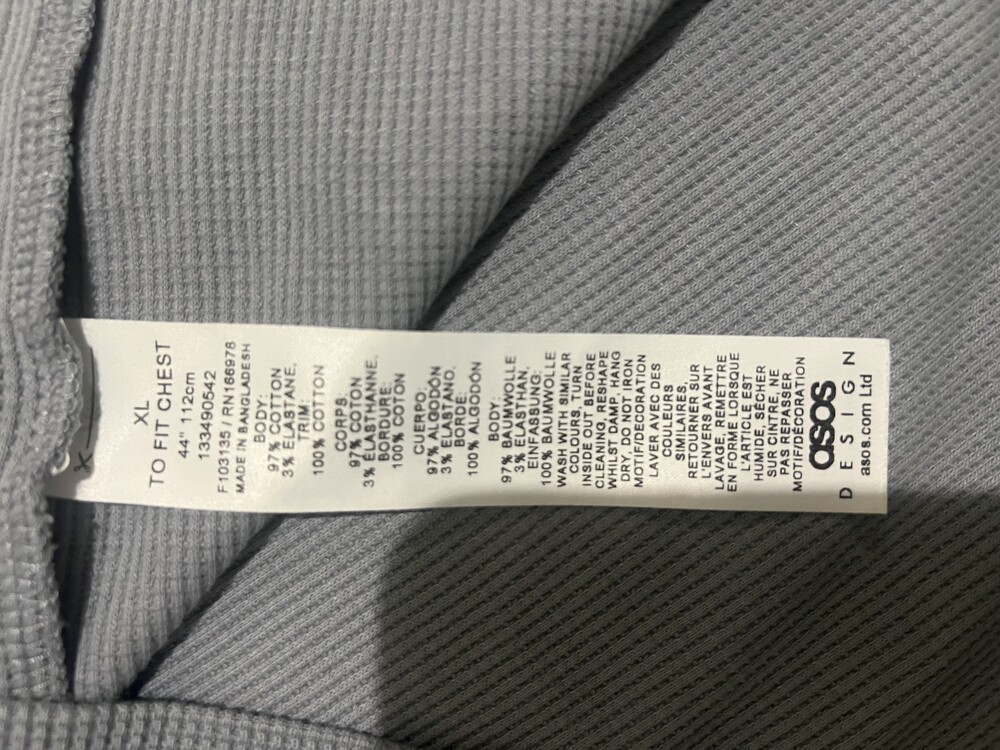 XL
TO FIT CHEST
44" 112cm
133490542
F103135 / RN166978
MADE IN BANGLADESH
BODY:
97% COTTON
3% ELASTANE,
TRIM:
100% COTTON
CORPS:
97% COTON
3% ÉLASTHANNE,
BORDURE:
100% COTON
CUERPO:
97% ALGODÓN
3% ELASTANO,
BORDE:
100% ALGODÓN
BODY:
97% BAUMWOLLE
3% ELASTHAN,
EINFASSUNG:
100% BAUMWOLLE
WASH WITH SIMILAR
COLOURS, TURN
INSIDE OUT BEFORE
CLEANING, RESHAPE
WHILST DAMP, HANG
DRY, DO NOT IRON
MOTIF/DECORATION
LAVER AVEC DES
COULEURS
SIMILAIRES,
RETOURNER SUR
L'ENVERS AVANT
LAVAGE, REMETTRE
EN FORME LORSQUE
L'ARTICLE EST
HUMIDE, SÉCHER
SUR CINTRE, NE
PAS REPASSER
MOTIF/DÉCORATION
asos
DESIGN
asos.com Ltd